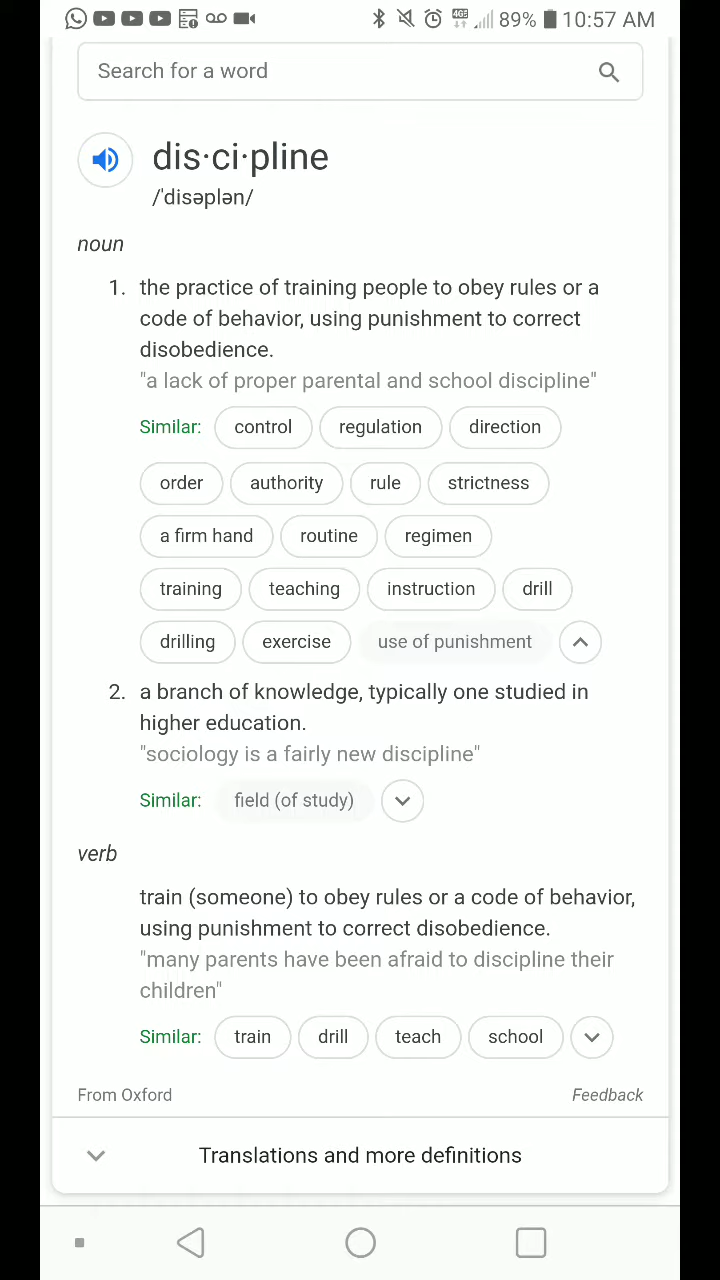 89% 10:57 AM
Search for a word
dis·ci·pline
/ˈdisəplən/
noun
1. the practice of training people to obey rules or a
code of behavior, using punishment to correct
disobedience.
"a lack of proper parental and school discipline"
Similar: control regulation direction
order authority rule strictness
a firm hand routine regimen
training teaching instruction drill
drilling exercise use of punishment
2. a branch of knowledge, typically one studied in
higher education.
"sociology is a fairly new discipline"
Similar: field (of study)
verb
train (someone) to obey rules or a code of behavior,
using punishment to correct disobedience.
"many parents have been afraid to discipline their
children"
Similar: train drill teach school
From Oxford Feedback
Translations and more definitions